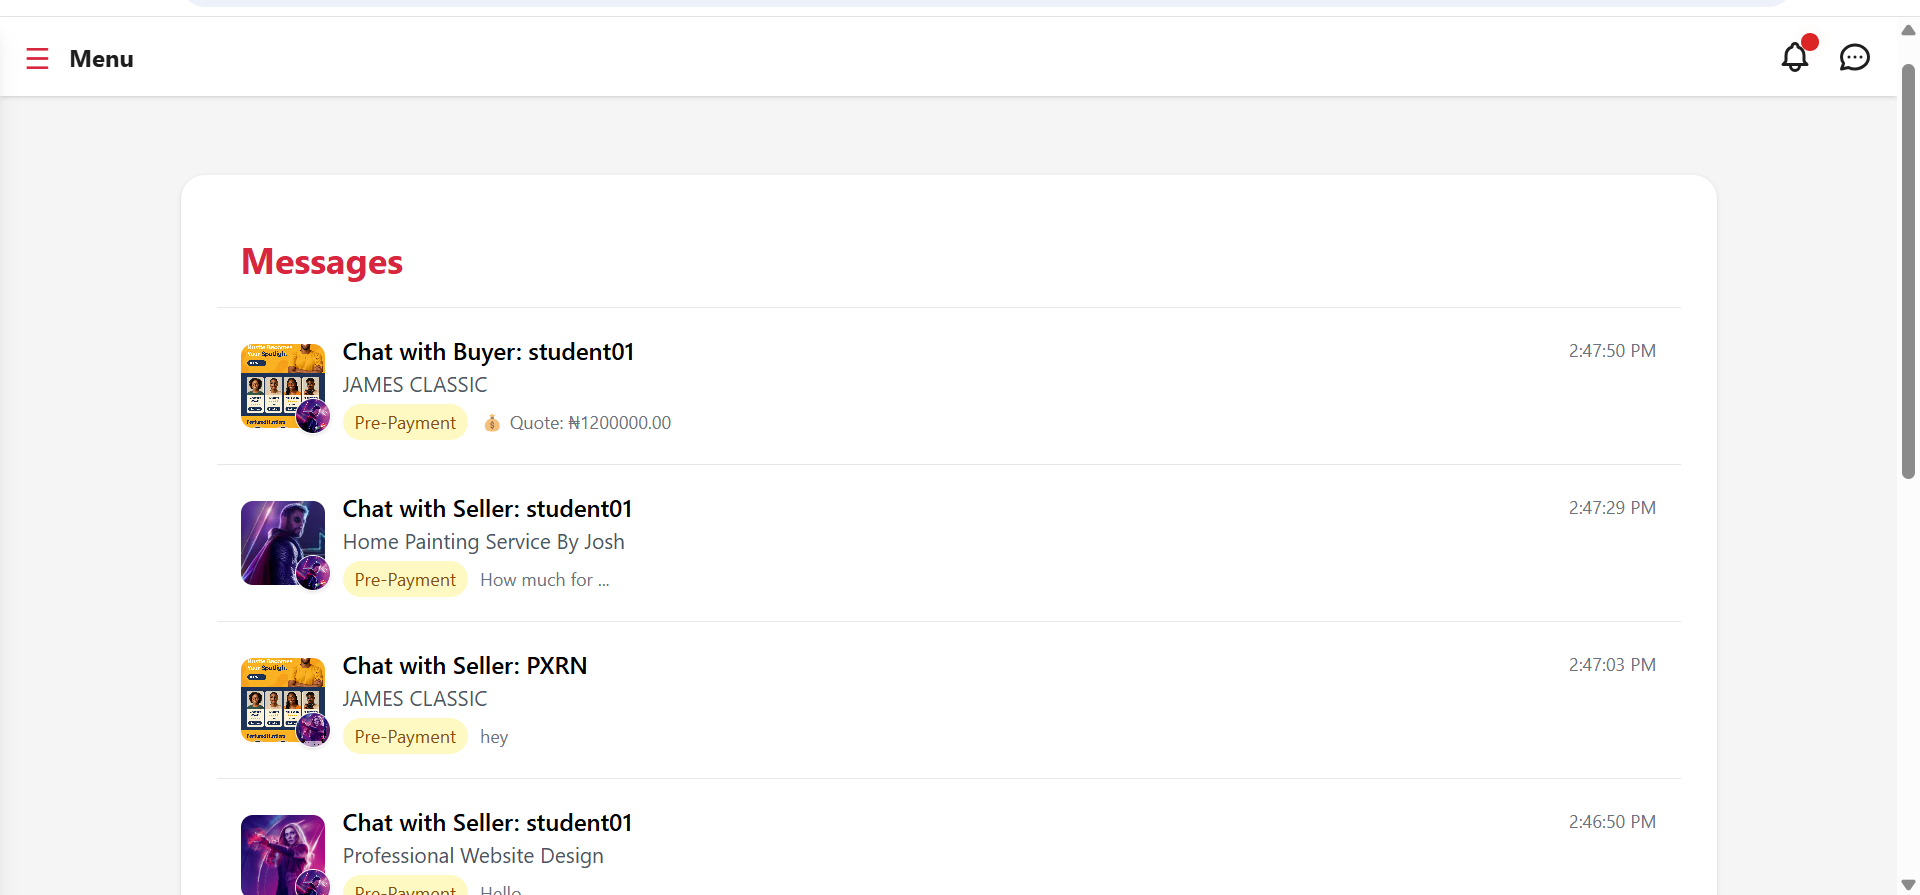 Menu
Messages
Chat with Buyer: student01
2:47:50 PM
JAMES CLASSIC
Pre-Payment
💰 Quote: ₦1200000.00
Chat with Seller: student01
2:47:29 PM
Home Painting Service By Josh
Pre-Payment
How much for ...
Chat with Seller: PXRN
2:47:03 PM
JAMES CLASSIC
Pre-Payment
hey
Chat with Seller: student01
2:46:50 PM
Professional Website Design
Pre-Payment
Hello